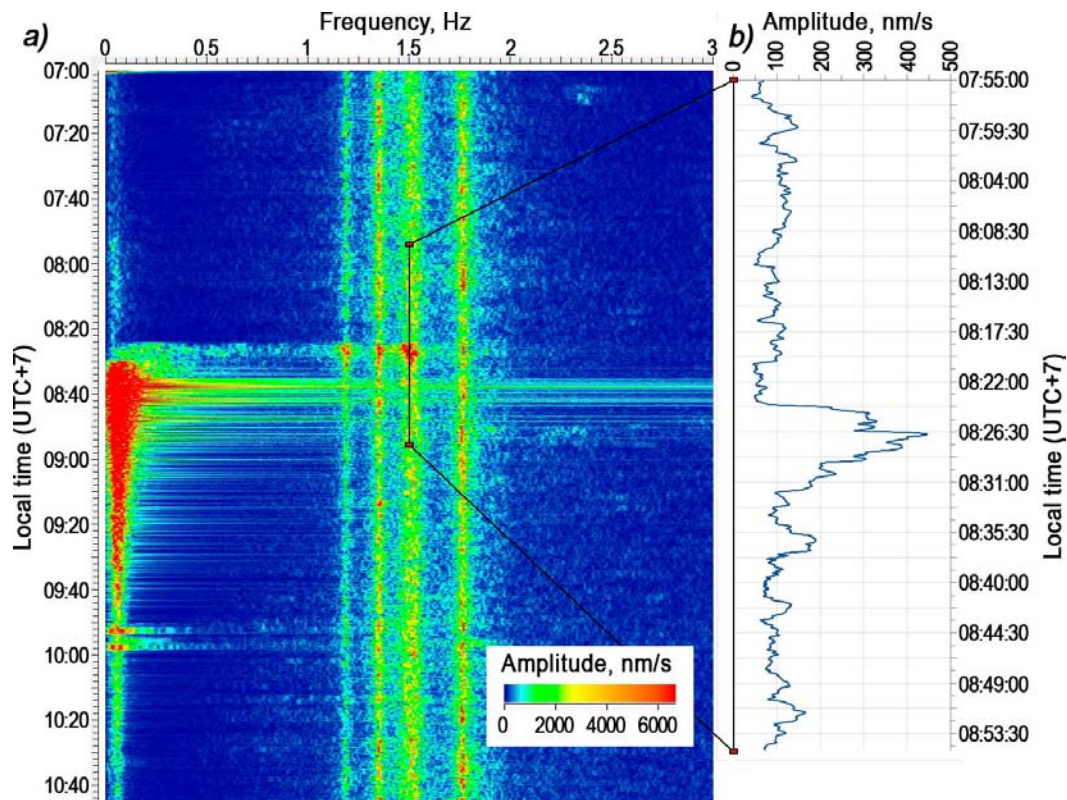 a)
Frequency, Hz
0 0.5 1 1.5 2 2.5 3
Local time (UTC+7)
07:00
07:20
07:40
08:00
08:20
08:40
09:00
09:20
09:40
10:00
10:20
10:40
Amplitude, nm/s
0 2000 4000 6000
b)
Amplitude, nm/s
0 100 200 300 400 500
07:55:00
07:59:30
08:04:00
08:08:30
08:13:00
08:17:30
08:22:00
08:26:30
08:31:00
08:35:30
08:40:00
08:44:30
08:49:00
08:53:30
Local time (UTC+7)